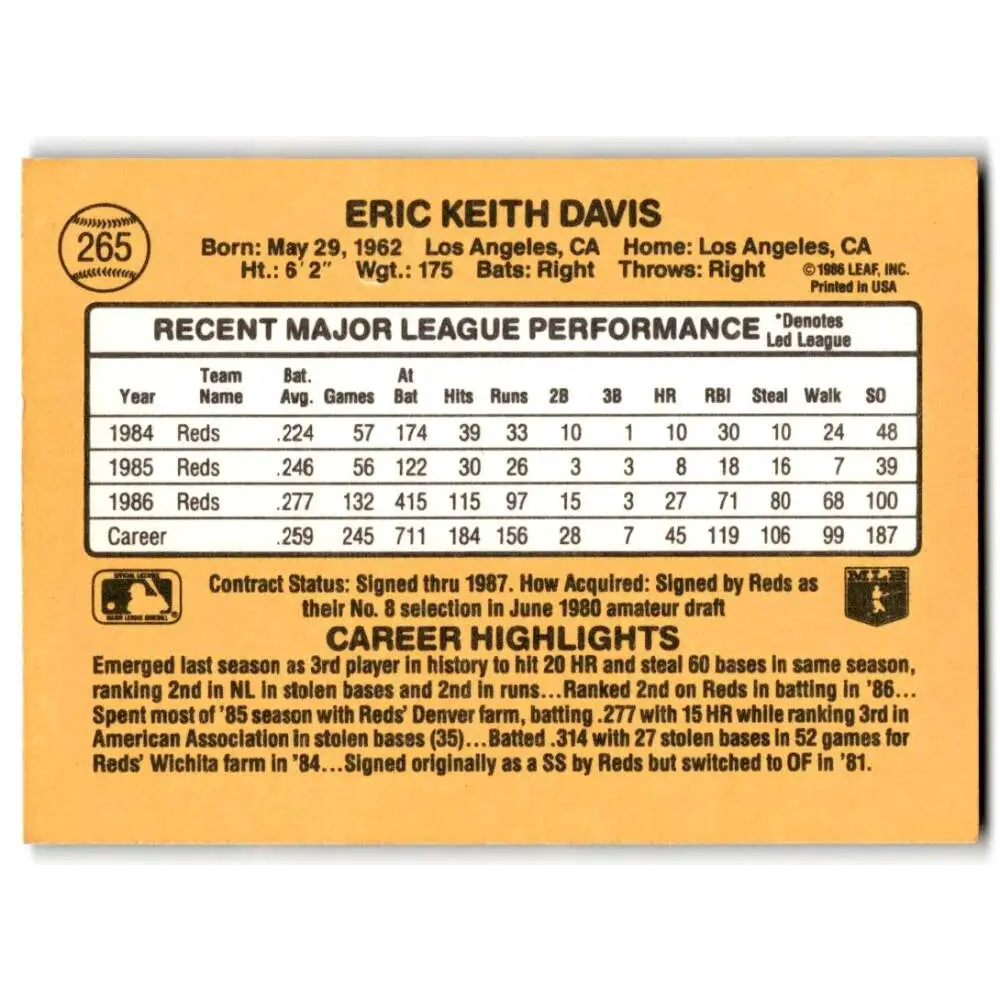 265
ERIC KEITH DAVIS
Born: May 29, 1962 Los Angeles, CA Home: Los Angeles, CA
Ht.: 6'2" Wgt.: 175 Bats: Right Throws: Right ©1986 LEAF, INC.
Printed in USA
RECENT MAJOR LEAGUE PERFORMANCE *Denotes
Led League
Year Team Name Bat. Avg. Games At Bat Hits Runs 2B 3B HR RBI Steal Walk SO
1984 Reds .224 57 174 39 33 10 1 10 30 10 24 48
1985 Reds .246 56 122 30 26 3 3 8 18 16 7 39
1986 Reds .277 132 415 115 97 15 3 27 71 80 68 100
Career .259 245 711 184 156 28 7 45 119 106 99 187
OFFICIAL LICENSEE
MAJOR LEAGUE BASEBALL
Contract Status: Signed thru 1987. How Acquired: Signed by Reds as
their No. 8 selection in June 1980 amateur draft
MLB
CAREER HIGHLIGHTS
Emerged last season as 3rd player in history to hit 20 HR and steal 60 bases in same season,
ranking 2nd in NL in stolen bases and 2nd in runs...Ranked 2nd on Reds in batting in '86...
Spent most of '85 season with Reds' Denver farm, batting .277 with 15 HR while ranking 3rd in
American Association in stolen bases (35)...Batted .314 with 27 stolen bases in 52 games for
Reds' Wichita farm in '84...Signed originally as a SS by Reds but switched to OF in '81.